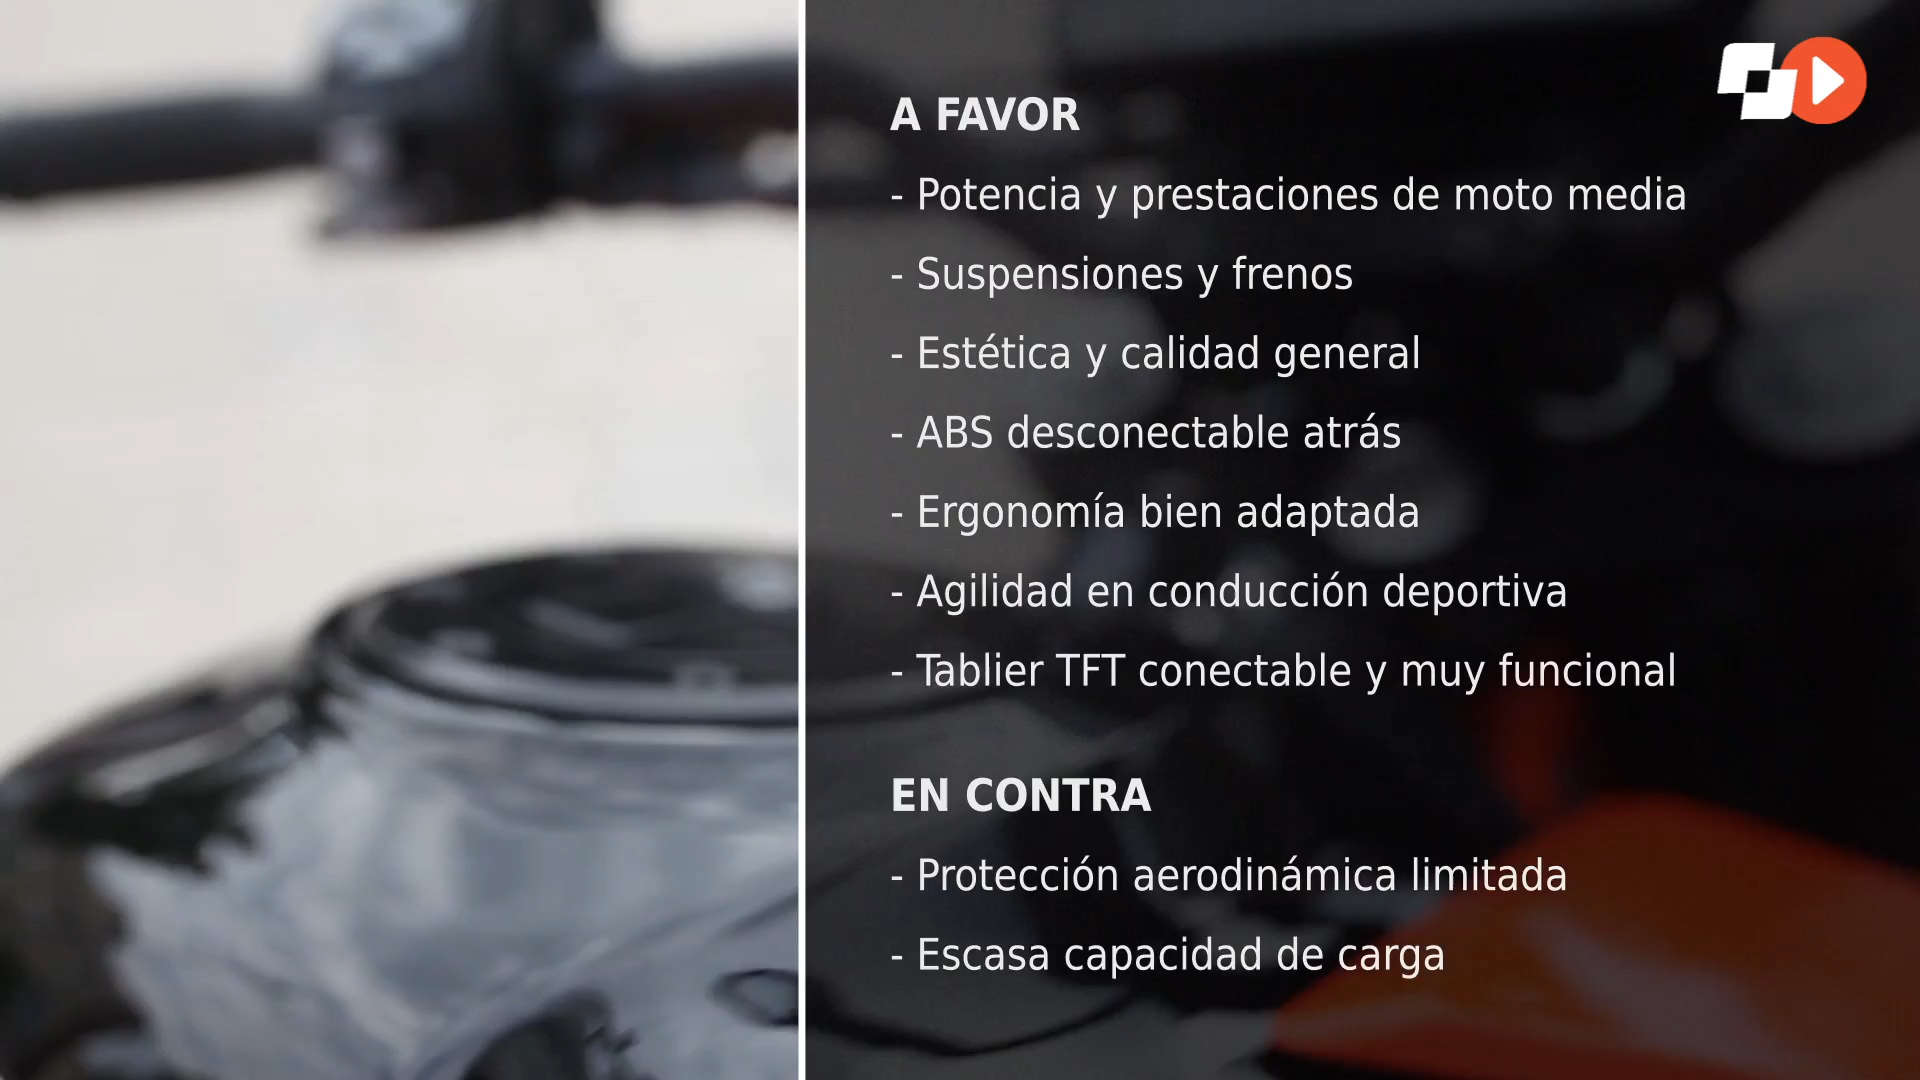 A FAVOR
- Potencia y prestaciones de moto media
- Suspensiones y frenos
- Estética y calidad general
- ABS desconectable atrás
- Ergonomía bien adaptada
- Agilidad en conducción deportiva
- Tablier TFT conectable y muy funcional
EN CONTRA
- Protección aerodinámica limitada
- Escasa capacidad de carga